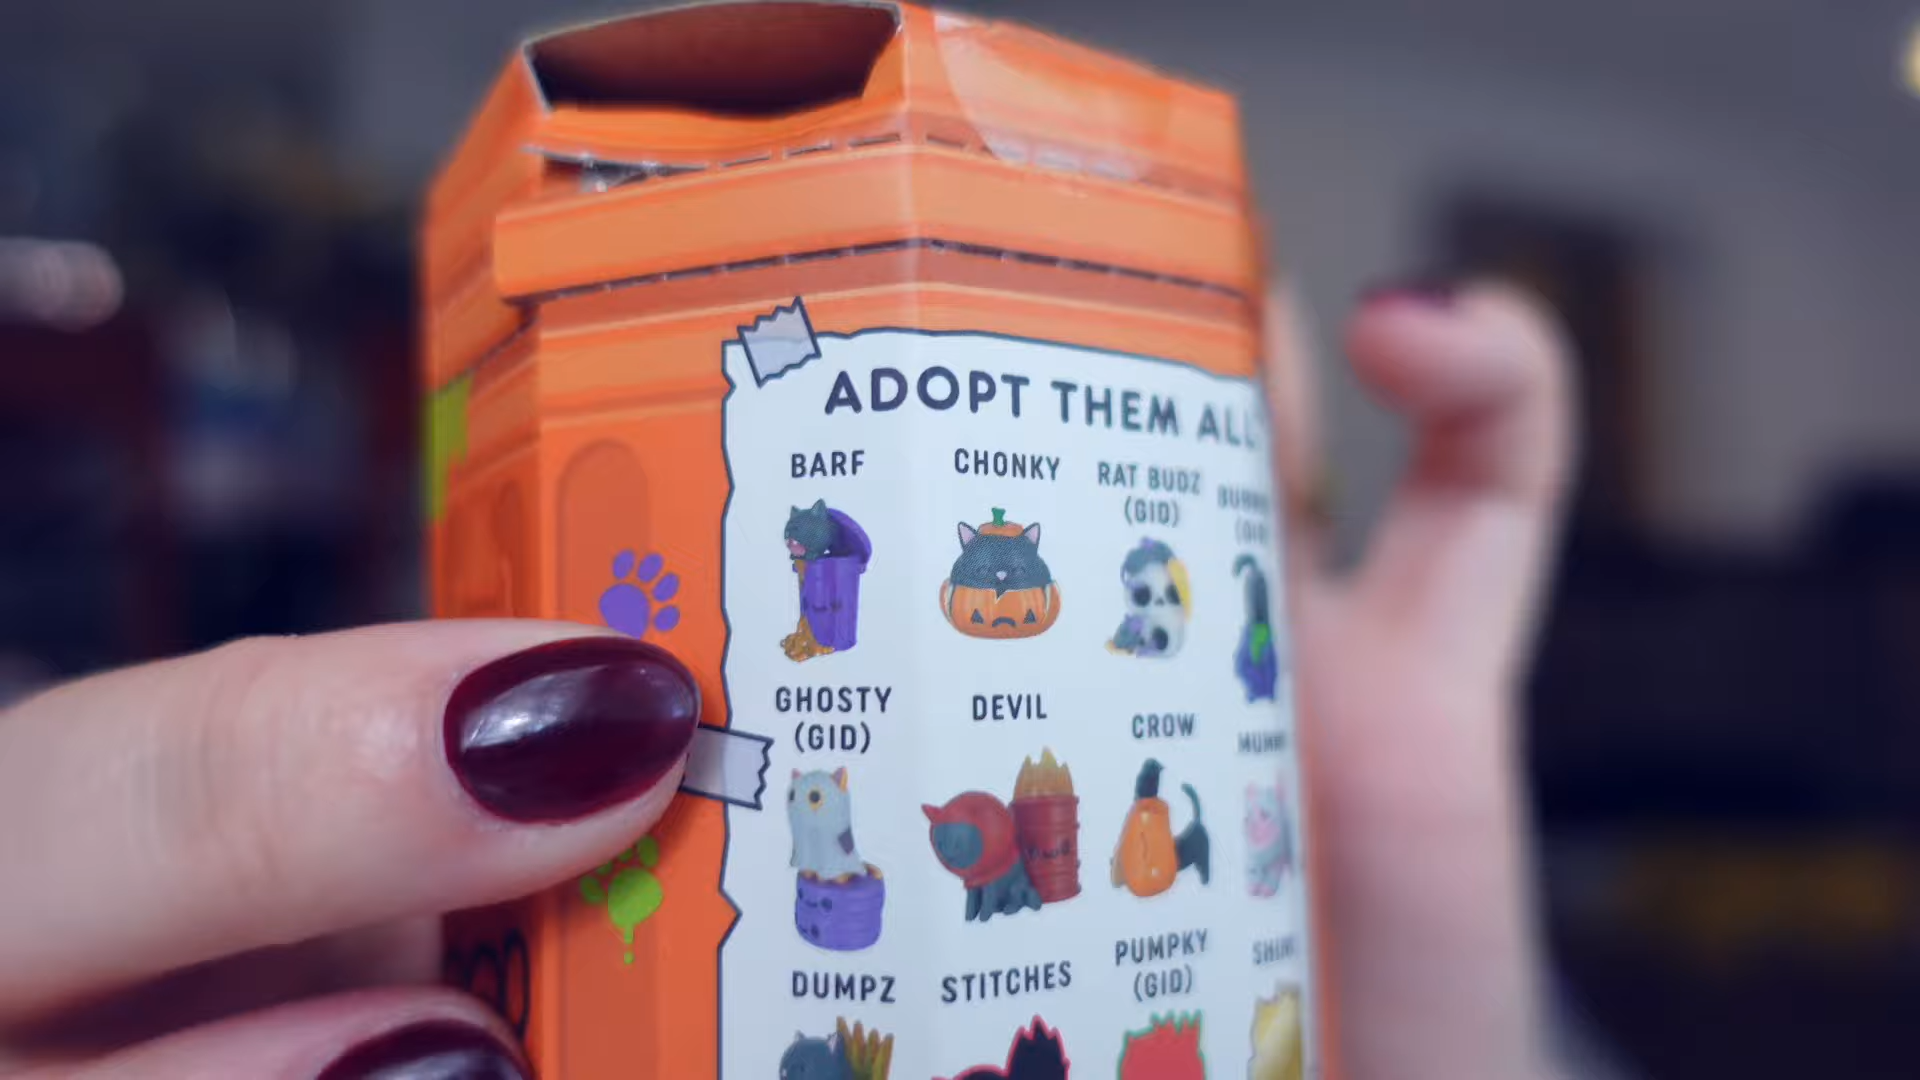 ADOPT THEM ALL
BARF
CHONKY
RAT BUDZ
(GID)
GHOSTY
(GID)
DEVIL
CROW
DUMPZ
STITCHES
PUMPKY
(GID)